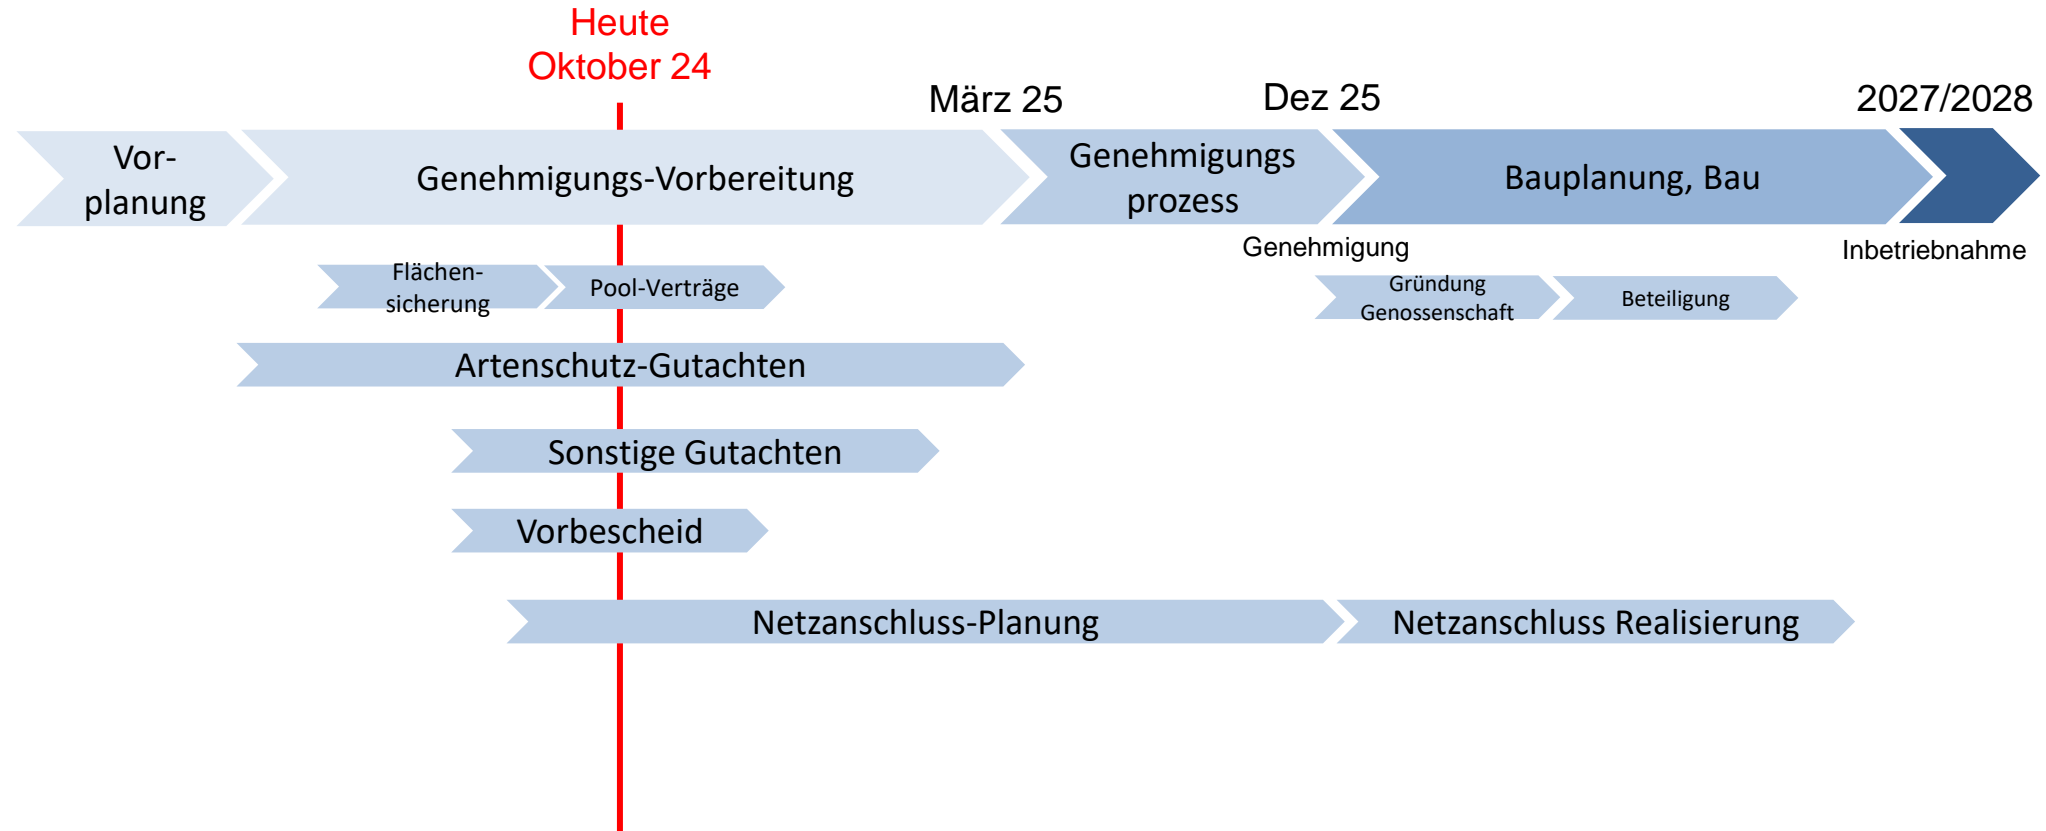 Heute
Oktober 24
März 25
Dez 25
2027/2028
Vor-
planung
Genehmigungs-Vorbereitung
Genehmigungs
prozess
Bauplanung, Bau
Genehmigung
Inbetriebnahme
Flächen-
sicherung
Pool-Verträge
Gründung
Genossenschaft
Beteiligung
Artenschutz-Gutachten
Sonstige Gutachten
Vorbescheid
Netzanschluss-Planung
Netzanschluss Realisierung